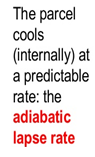 The parcel
cools
(internally) at
a predictable
rate: the
adiabatic
lapse rate